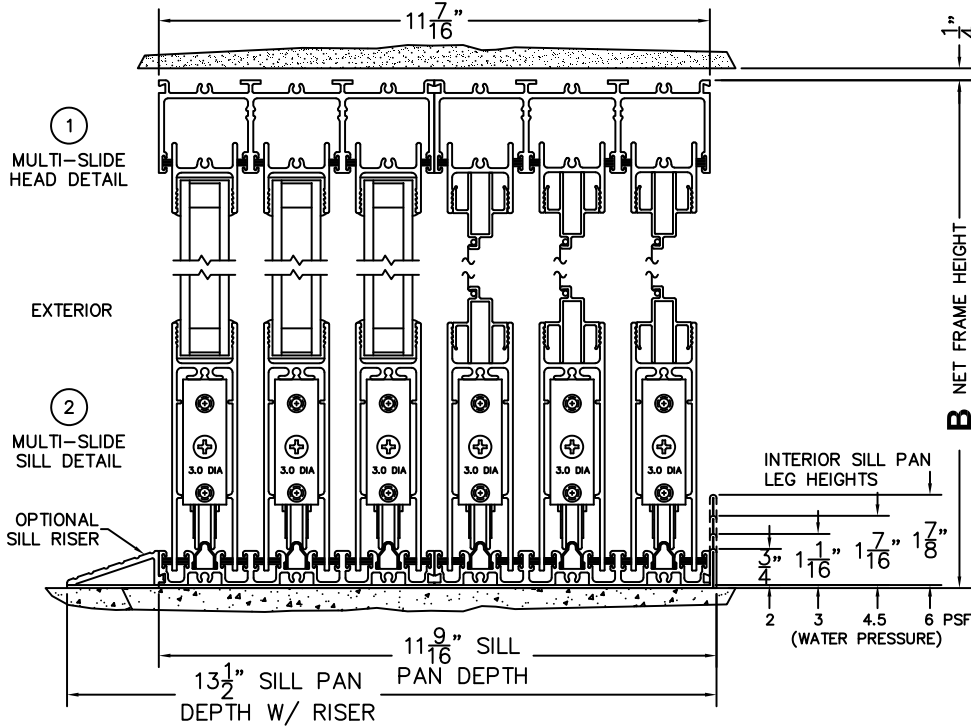 11 7/16"
1/4"
1
MULTI-SLIDE
HEAD DETAIL
EXTERIOR
B NET FRAME HEIGHT
2
MULTI-SLIDE
SILL DETAIL
3.0 DIA
3.0 DIA
3.0 DIA
3.0 DIA
3.0 DIA
3.0 DIA
INTERIOR SILL PAN
LEG HEIGHTS
OPTIONAL
SILL RISER
3/4"
1 1/16"
1 7/16"
1 7/8"
2 3 4.5 6 PSF
(WATER PRESSURE)
11 9/16" SILL
PAN DEPTH
13 1/2" SILL PAN
DEPTH W/ RISER